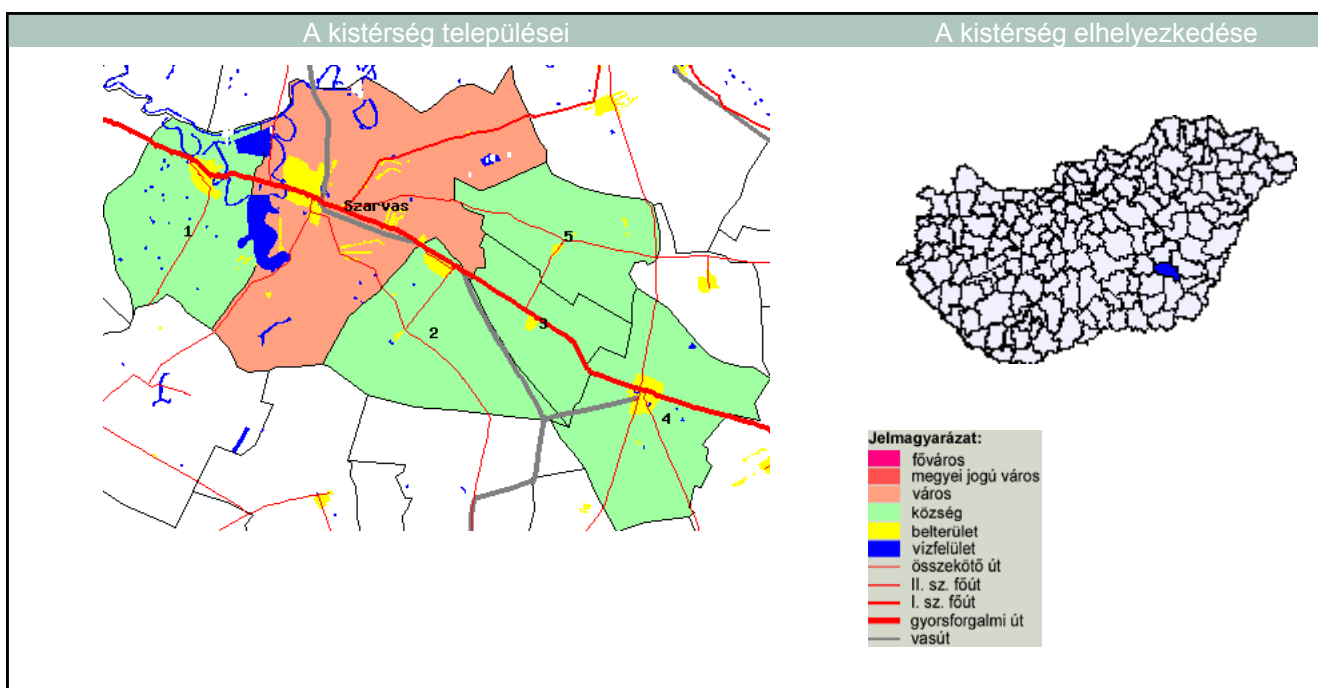 A kistérség települései
A kistérség elhelyezkedése
Szarvas
1
5
2
3
4
Jelmagyarázat:
főváros
megyei jogú város
város
község
belterület
vízfelület
összekötő út
II. sz. főút
I. sz. főút
gyorsforgalmi út
vasút